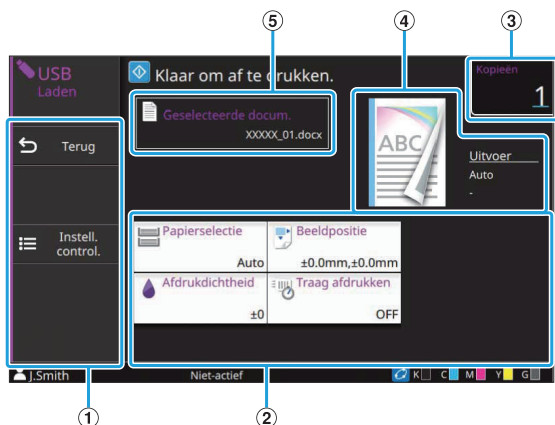 ⑤
④
③
USB
Laden
Klaar om af te drukken.
Kopieën
1
Geselecteerde docum.
XXXXX_01.docx
ABC
Uitvoer
Auto
-
Terug
Instell.
control.
Papierselectie
Auto
Beeldpositie
±0.0mm,±0.0mm
Afdrukdichtheid
±0
Traag afdrukken
OFF
J.Smith
Niet-actief
K C M Y G
①
②